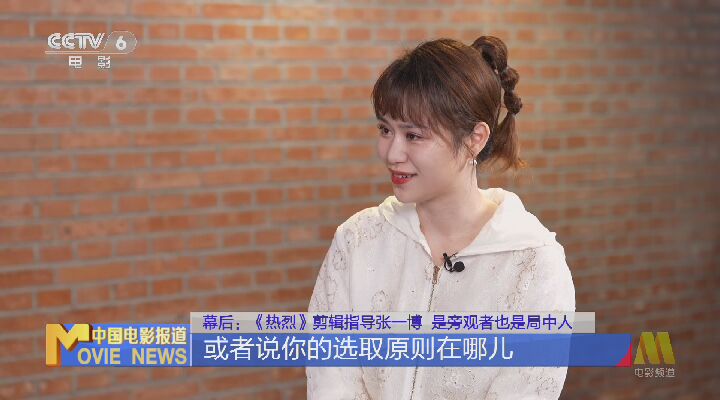 CCTV 6
电影
幕后：《热烈》剪辑指导张一博 是旁观者也是局中人
中国电影报道
MOVIE NEWS
或者说你的选取原则在哪儿
电影频道